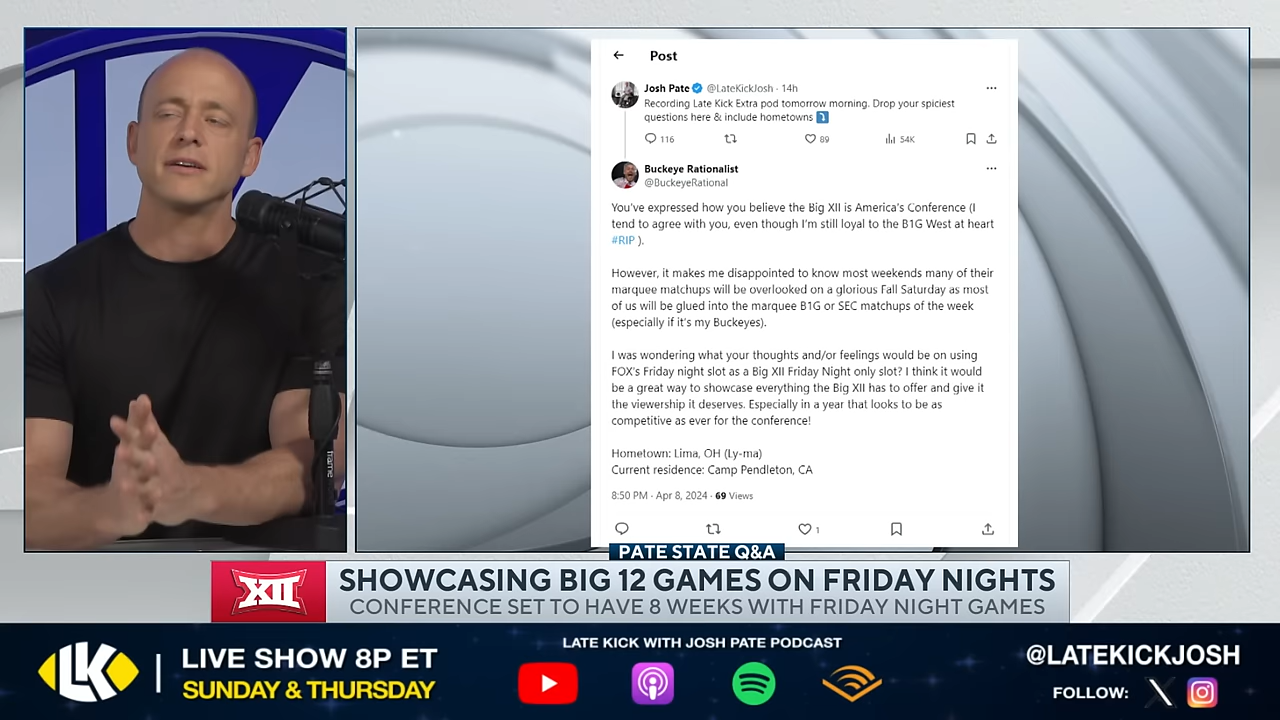 Post
Josh Pate @LateKickJosh · 14h
Recording Late Kick Extra pod tomorrow morning. Drop your spiciest
questions here & include hometowns
116 89 54K
Buckeye Rationalist
@BuckeyeRational
You've expressed how you believe the Big XII is America's Conference (I
tend to agree with you, even though I'm still loyal to the B1G West at heart
#RIP ).
However, it makes me disappointed to know most weekends many of their
marquee matchups will be overlooked on a glorious Fall Saturday as most
of us will be glued into the marquee B1G or SEC matchups of the week
(especially if it's my Buckeyes).
I was wondering what your thoughts and/or feelings would be on using
FOX's Friday night slot as a Big XII Friday Night only slot? I think it would
be a great way to showcase everything the Big XII has to offer and give it
the viewership it deserves. Especially in a year that looks to be as
competitive as ever for the conference!
Hometown: Lima, OH (Ly-ma)
Current residence: Camp Pendleton, CA
8:50 PM · Apr 8, 2024 · 69 Views
1
frame
PATE STATE Q&A
XII
SHOWCASING BIG 12 GAMES ON FRIDAY NIGHTS
CONFERENCE SET TO HAVE 8 WEEKS WITH FRIDAY NIGHT GAMES
LK
LIVE SHOW 8P ET
SUNDAY & THURSDAY
LATE KICK WITH JOSH PATE PODCAST
@LATEKICKJOSH
FOLLOW: